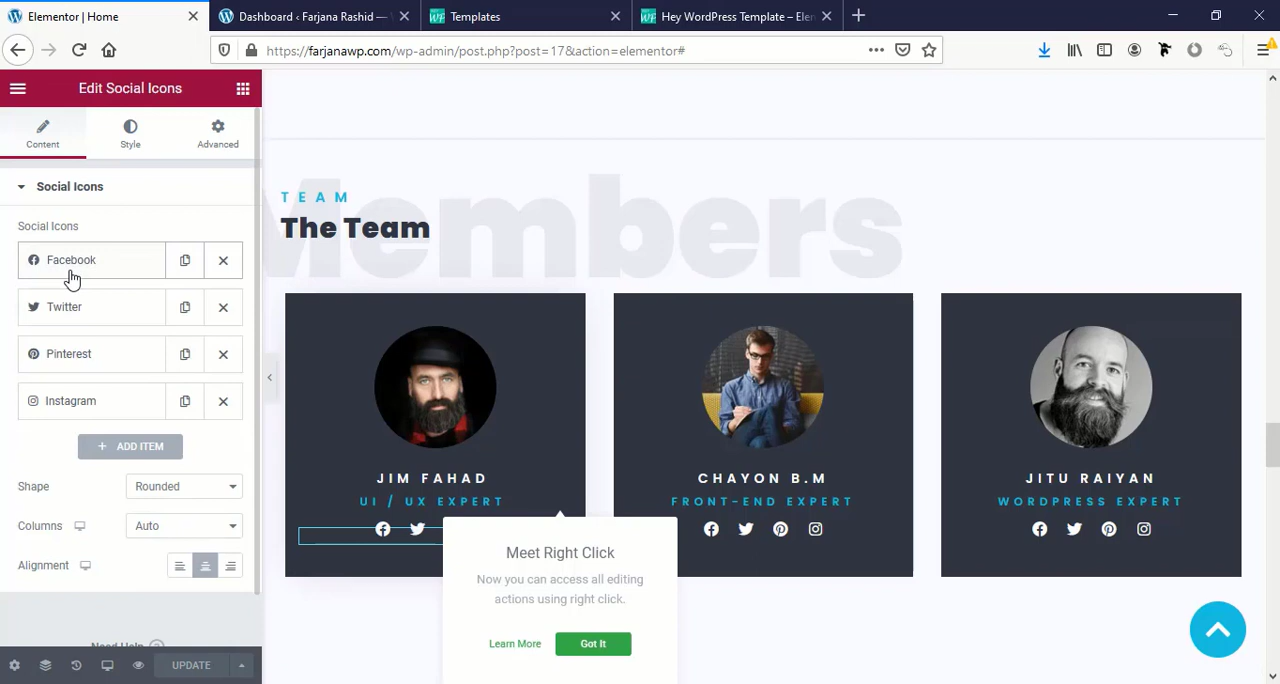 Elementor | Home
Dashboard ‹ Farjana Rashid —
Templates
Hey WordPress Template – Elem
https://farjanawp.com/wp-admin/post.php?post=17&action=elementor#
Edit Social Icons
Content
Style
Advanced
Social Icons
Social Icons
Facebook
Twitter
Pinterest
Instagram
+ ADD ITEM
Shape
Rounded
Columns
Auto
Alignment
Need Help
UPDATE
Members
TEAM
The Team
JIM FAHAD
UI / UX EXPERT
CHAYON B.M
FRONT-END EXPERT
JITU RAIYAN
WORDPRESS EXPERT
Meet Right Click
Now you can access all editing
actions using right click.
Learn More
Got It